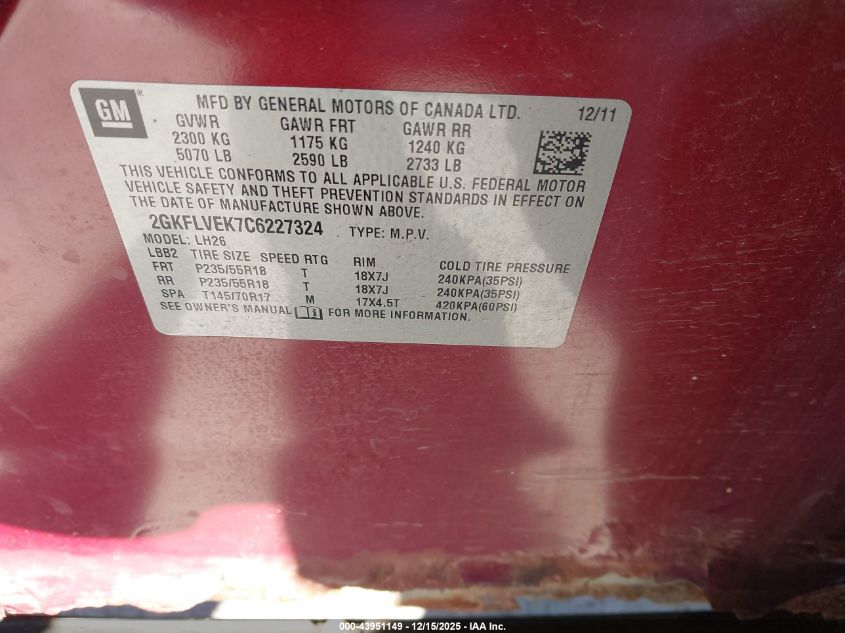 GM ® MFD BY GENERAL MOTORS OF CANADA LTD. 12/11
GVWR GAWR FRT GAWR RR
2300 KG 1175 KG 1240 KG
5070 LB 2590 LB 2733 LB
THIS VEHICLE CONFORMS TO ALL APPLICABLE U.S. FEDERAL MOTOR
VEHICLE SAFETY AND THEFT PREVENTION STANDARDS IN EFFECT ON
THE DATE OF MANUFACTURE SHOWN ABOVE.
2GKFLVEK7C6227324 TYPE: M.P.V.
MODEL: LH26
LBB2 TIRE SIZE SPEED RTG RIM COLD TIRE PRESSURE
FRT P235/55R18 T 18X7J 240KPA(35PSI)
RR P235/55R18 T 18X7J 240KPA(35PSI)
SPA T145/70R17 M 17X4.5T 420KPA(60PSI)
SEE OWNER'S MANUAL FOR MORE INFORMATION.
000-43951149 - 12/15/2025 - IAA Inc.